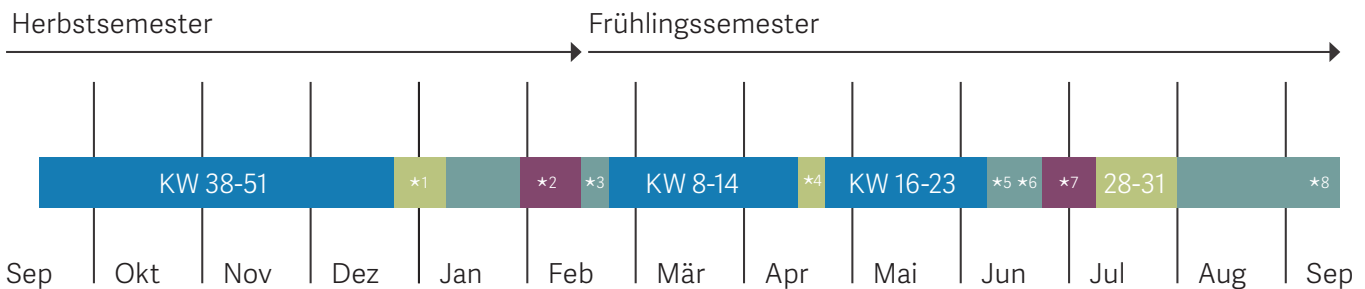 Herbstsemester Frühlingssemester
KW 38-51 *1 *2 *3 KW 8-14 *4 KW 16-23 *5 *6 *7 28-31 *8
Sep Okt Nov Dez Jan Feb Mär Apr Mai Jun Jul Aug Sep